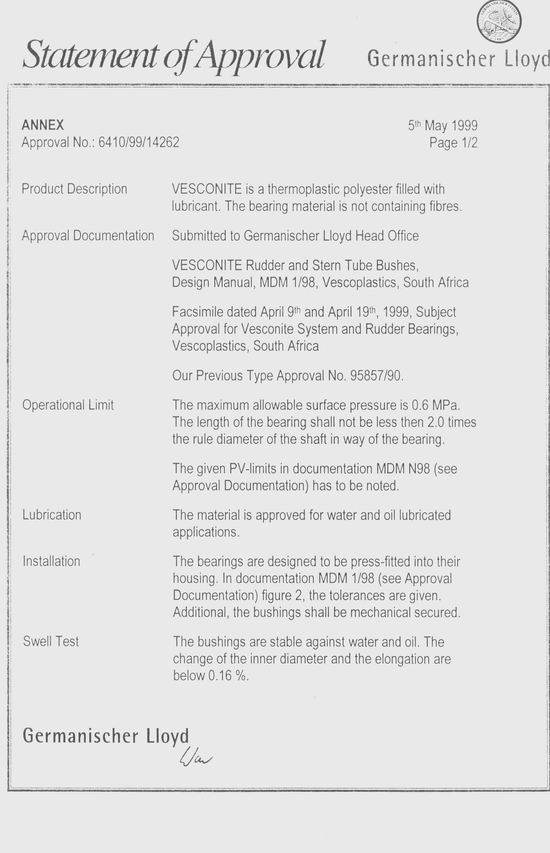 Statement of Approval
Germanischer Lloyd
ANNEX
5th May 1999
Approval No.: 6410/99/14262
Page 1/2
Product Description
VESCONITE is a thermoplastic polyester filled with
lubricant. The bearing material is not containing fibres.
Approval Documentation
Submitted to Germanischer Lloyd Head Office
VESCONITE Rudder and Stern Tube Bushes,
Design Manual, MDM 1/98, Vescoplastics, South Africa
Facsimile dated April 9th and April 19th, 1999, Subject
Approval for Vesconite System and Rudder Bearings,
Vescoplastics, South Africa
Our Previous Type Approval No. 95857/90.
Operational Limit
The maximum allowable surface pressure is 0.6 MPa.
The length of the bearing shall not be less then 2.0 times
the rule diameter of the shaft in way of the bearing.
The given PV-limits in documentation MDM N98 (see
Approval Documentation) has to be noted.
Lubrication
The material is approved for water and oil lubricated
applications.
Installation
The bearings are designed to be press-fitted into their
housing. In documentation MDM 1/98 (see Approval
Documentation) figure 2, the tolerances are given.
Additional, the bushings shall be mechanical secured.
Swell Test
The bushings are stable against water and oil. The
change of the inner diameter and the elongation are
below 0.16 %.
Germanischer Lloyd